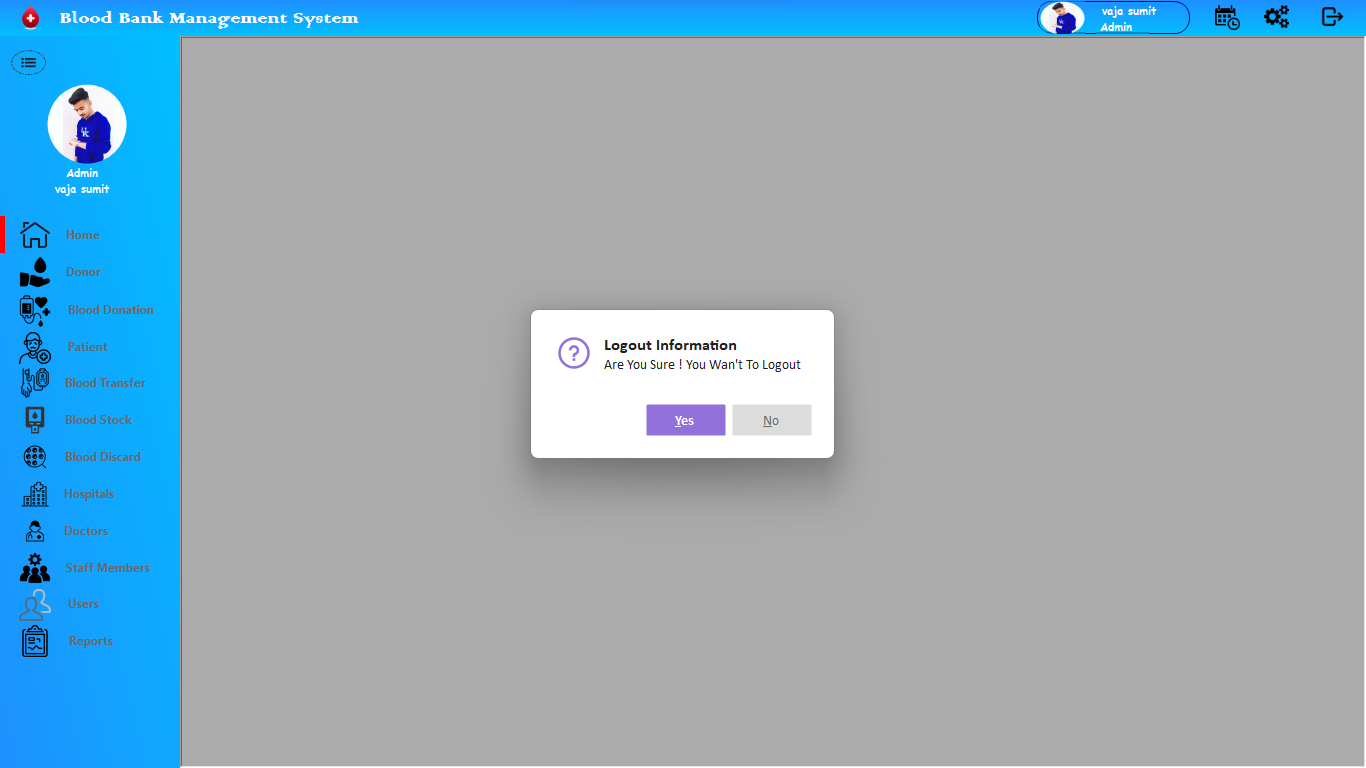 Blood Bank Management System
vaja sumit
Admin
Admin
vaja sumit
Home
Donor
Blood Donation
Patient
Blood Transfer
Blood Stock
Blood Discard
Hospitals
Doctors
Staff Members
Users
Reports
Logout Information
Are You Sure ! You Wan't To Logout
Yes
No